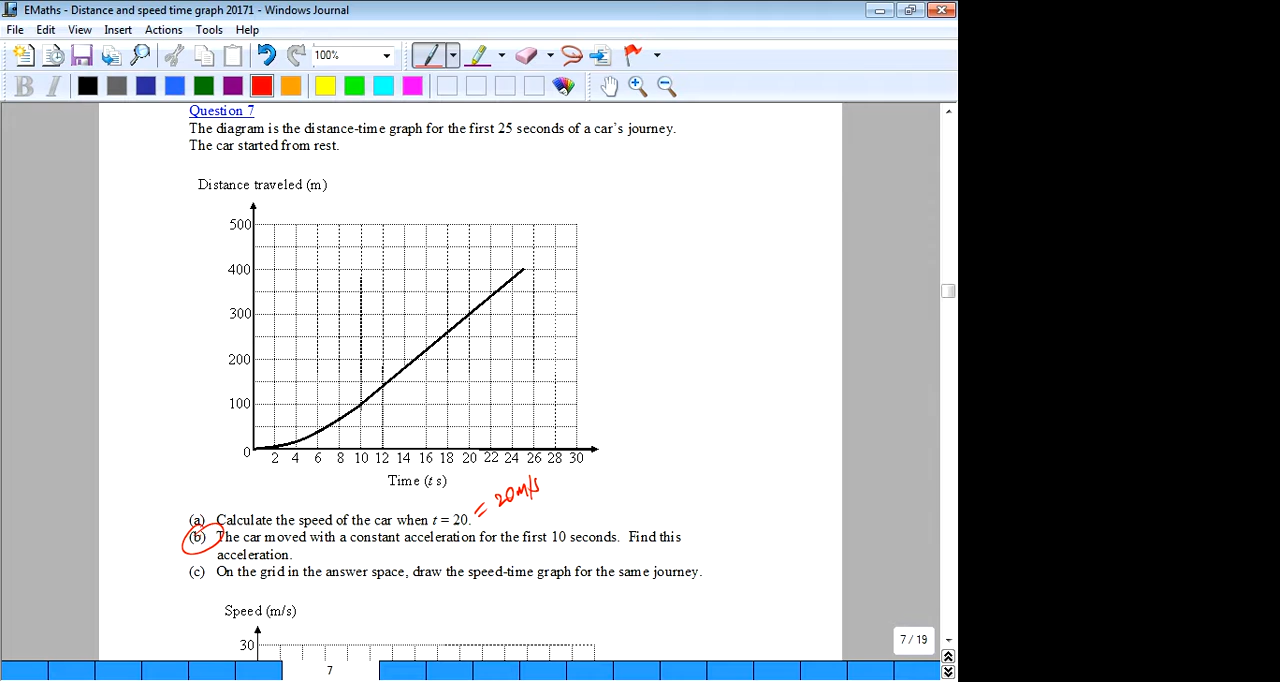 EMaths - Distance and speed time graph 20171 - Windows Journal
File Edit View Insert Actions Tools Help
100%
B I
Question 7
The diagram is the distance-time graph for the first 25 seconds of a car's journey.
The car started from rest.
Distance traveled (m)
500
400
300
200
100
0
2 4 6 8 10 12 14 16 18 20 22 24 26 28 30
Time (t s)
= 20 m/s
(a) Calculate the speed of the car when t = 20.
(b) The car moved with a constant acceleration for the first 10 seconds. Find this
acceleration.
(c) On the grid in the answer space, draw the speed-time graph for the same journey.
Speed (m/s)
30
7 / 19
7